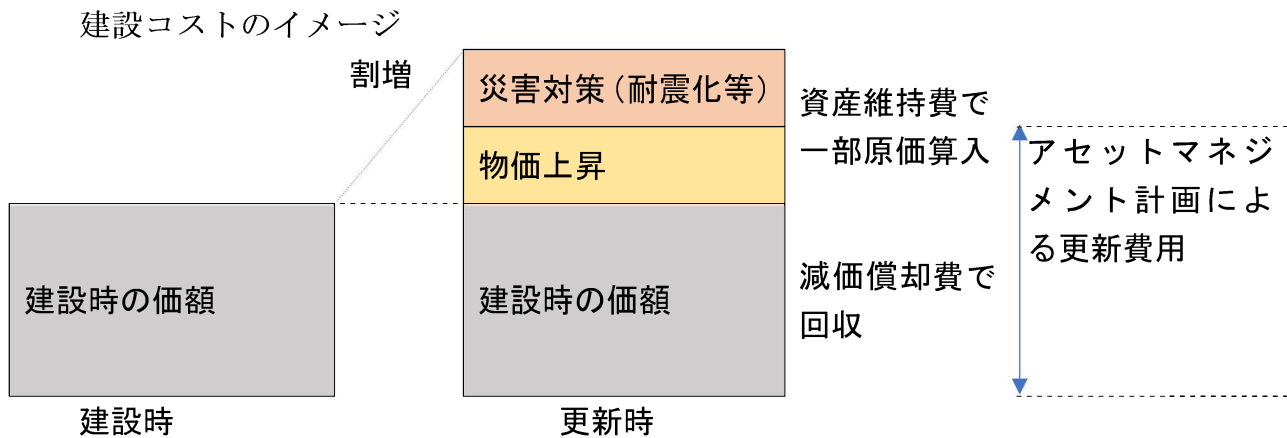 建設コストのイメージ
割増
災害対策（耐震化等）
物価上昇
建設時の価額
建設時の価額
資産維持費で
一部原価算入
減価償却費で
回収
アセットマネジ
メント計画によ
る更新費用
建設時
更新時